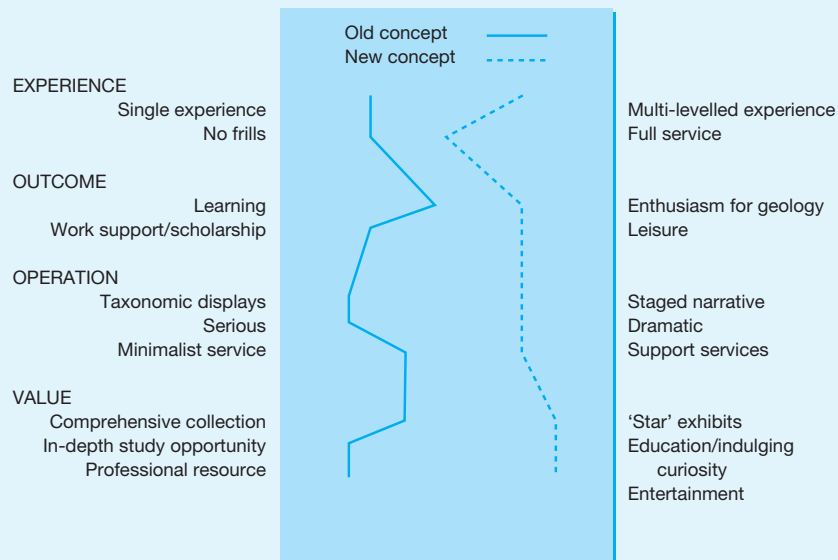 Old concept
New concept
EXPERIENCE
Single experience
No frills
Multi-levelled experience
Full service
OUTCOME
Learning
Work support/scholarship
Enthusiasm for geology
Leisure
OPERATION
Taxonomic displays
Serious
Minimalist service
Staged narrative
Dramatic
Support services
VALUE
Comprehensive collection
In-depth study opportunity
Professional resource
‘Star’ exhibits
Education/indulging
curiosity
Entertainment